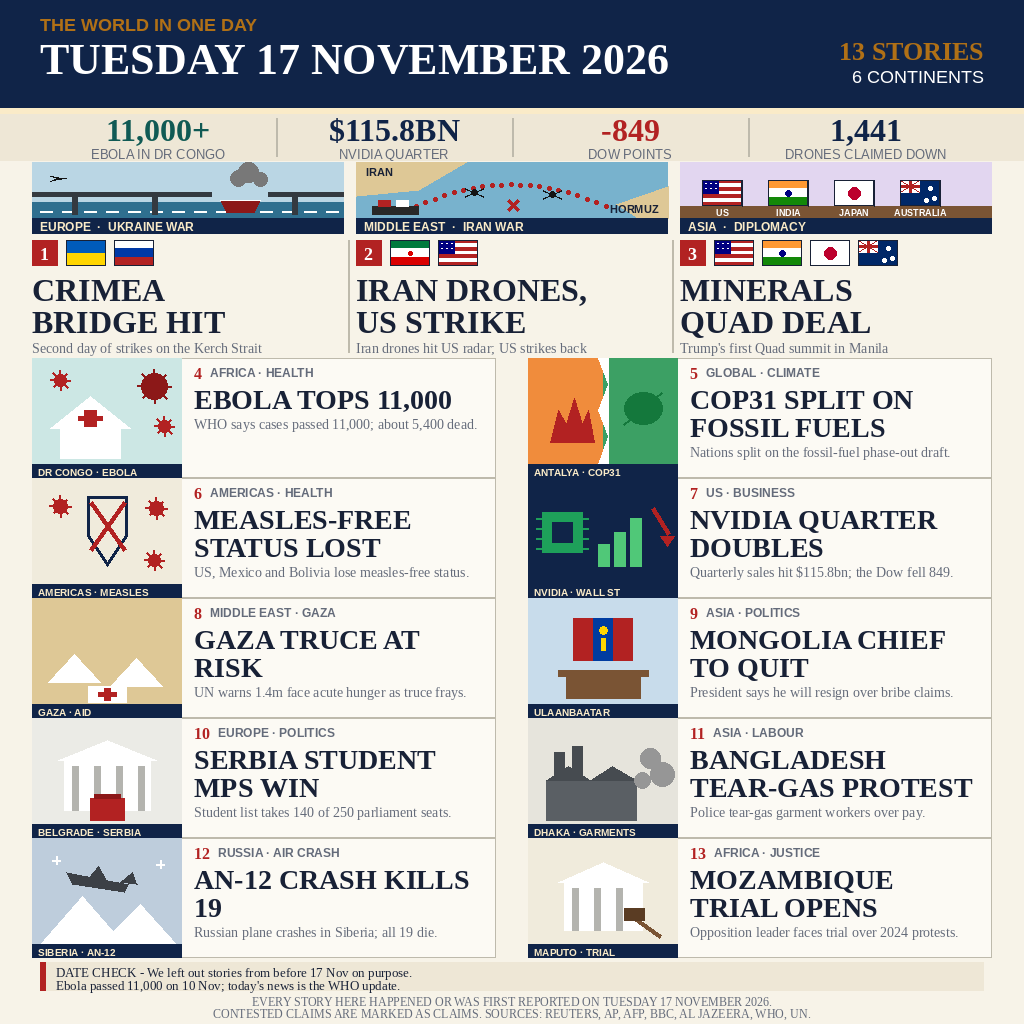 THE WORLD IN ONE DAY
TUESDAY 17 NOVEMBER 2026
13 STORIES
6 CONTINENTS
11,000+
EBOLA IN DR CONGO
$115.8BN
NVIDIA QUARTER
-849
DOW POINTS
1,441
DRONES CLAIMED DOWN
EUROPE · UKRAINE WAR
IRAN
HORMUZ
MIDDLE EAST · IRAN WAR
US
INDIA
JAPAN
AUSTRALIA
ASIA · DIPLOMACY
1
CRIMEA
BRIDGE HIT
Second day of strikes on the Kerch Strait
2
IRAN DRONES,
US STRIKE
Iran drones hit US radar; US strikes back
3
MINERALS
QUAD DEAL
Trump's first Quad summit in Manila
DR CONGO · EBOLA
4 AFRICA · HEALTH
EBOLA TOPS 11,000
WHO says cases passed 11,000; about 5,400 dead.
ANTALYA · COP31
5 GLOBAL · CLIMATE
COP31 SPLIT ON
FOSSIL FUELS
Nations split on the fossil-fuel phase-out draft.
AMERICAS · MEASLES
6 AMERICAS · HEALTH
MEASLES-FREE
STATUS LOST
US, Mexico and Bolivia lose measles-free status.
NVIDIA · WALL ST
7 US · BUSINESS
NVIDIA QUARTER
DOUBLES
Quarterly sales hit $115.8bn; the Dow fell 849.
GAZA · AID
8 MIDDLE EAST · GAZA
GAZA TRUCE AT
RISK
UN warns 1.4m face acute hunger as truce frays.
ULAANBAATAR
9 ASIA · POLITICS
MONGOLIA CHIEF
TO QUIT
President says he will resign over bribe claims.
BELGRADE · SERBIA
10 EUROPE · POLITICS
SERBIA STUDENT
MPS WIN
Student list takes 140 of 250 parliament seats.
DHAKA · GARMENTS
11 ASIA · LABOUR
BANGLADESH
TEAR-GAS PROTEST
Police tear-gas garment workers over pay.
SIBERIA · AN-12
12 RUSSIA · AIR CRASH
AN-12 CRASH KILLS
19
Russian plane crashes in Siberia; all 19 die.
MAPUTO · TRIAL
13 AFRICA · JUSTICE
MOZAMBIQUE
TRIAL OPENS
Opposition leader faces trial over 2024 protests.
DATE CHECK - We left out stories from before 17 Nov on purpose.
Ebola passed 11,000 on 10 Nov; today's news is the WHO update.
EVERY STORY HERE HAPPENED OR WAS FIRST REPORTED ON TUESDAY 17 NOVEMBER 2026.
CONTESTED CLAIMS ARE MARKED AS CLAIMS. SOURCES: REUTERS, AP, AFP, BBC, AL JAZEERA, WHO, UN.